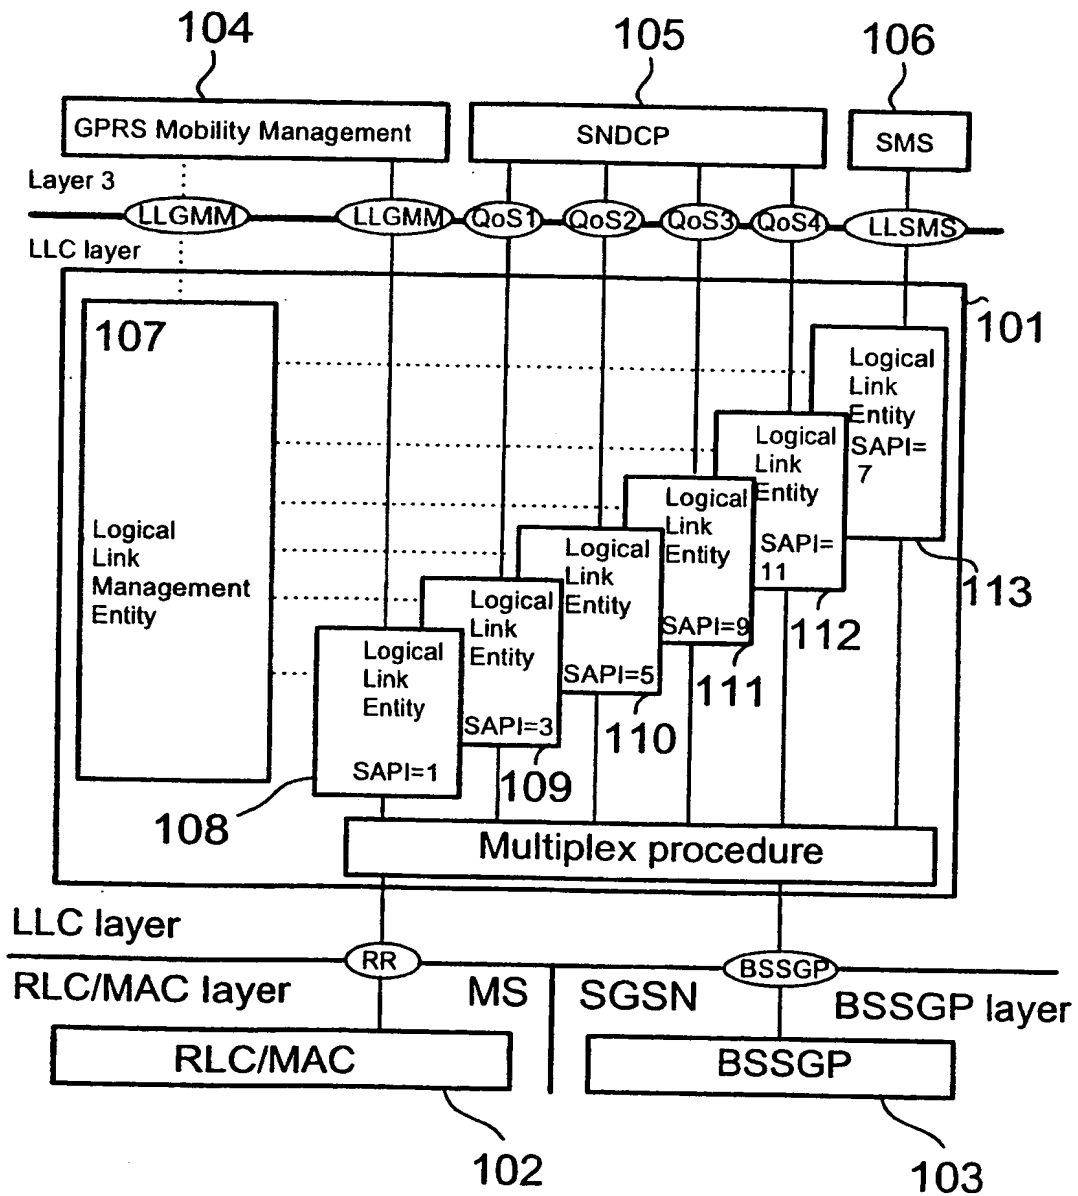 104
105
106
GPRS Mobility Management
SNDCP
SMS
Layer 3
LLGMM
LLGMM
QoS1
QoS2
QoS3
QoS4
LLSMS
LLC layer
101
107
Logical
Link
Management
Entity
Logical
Link
Entity
SAPI=
7
113
Logical
Link
Entity
SAPI=
11
112
Logical
Link
Entity
SAPI=9
111
Logical
Link
Entity
SAPI=5
110
Logical
Link
Entity
SAPI=3
109
Logical
Link
Entity
SAPI=1
108
Multiplex procedure
LLC layer
RR
BSSGP
RLC/MAC layer
MS
SGSN
BSSGP layer
RLC/MAC
BSSGP
102
103